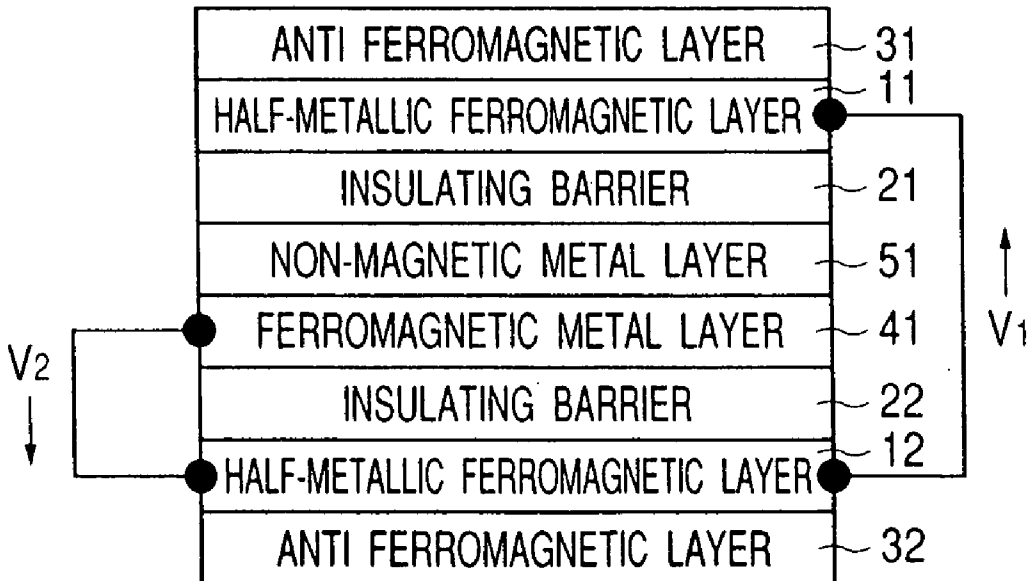 ANTI FERROMAGNETIC LAYER 31
HALF-METALLIC FERROMAGNETIC LAYER 11
INSULATING BARRIER 21
NON-MAGNETIC METAL LAYER 51
FERROMAGNETIC METAL LAYER 41
V1
V2
INSULATING BARRIER 22
HALF-METALLIC FERROMAGNETIC LAYER 12
ANTI FERROMAGNETIC LAYER 32